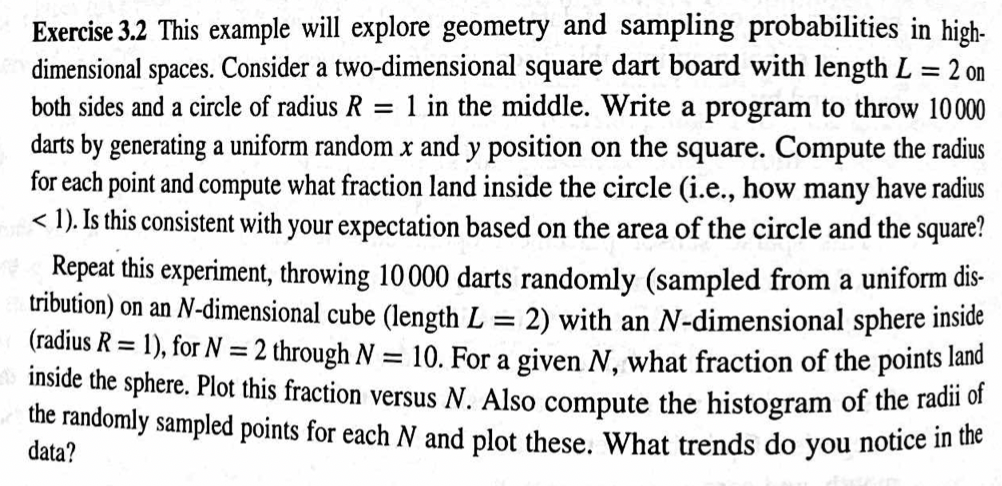 Exercise 3.2 This example will explore geometry and sampling probabilities in high-
dimensional spaces. Consider a two-dimensional square dart board with length L = 2 on
both sides and a circle of radius R = 1 in the middle. Write a program to throw 10 000
darts by generating a uniform random x and y position on the square. Compute the radius
for each point and compute what fraction land inside the circle (i.e., how many have radius
< 1). Is this consistent with your expectation based on the area of the circle and the square?
Repeat this experiment, throwing 10 000 darts randomly (sampled from a uniform dis-
tribution) on an N-dimensional cube (length L = 2) with an N-dimensional sphere inside
(radius R = 1), for N = 2 through N = 10. For a given N, what fraction of the points land
inside the sphere. Plot this fraction versus N. Also compute the histogram of the radii of
the randomly sampled points for each N and plot these. What trends do you notice in the
data?